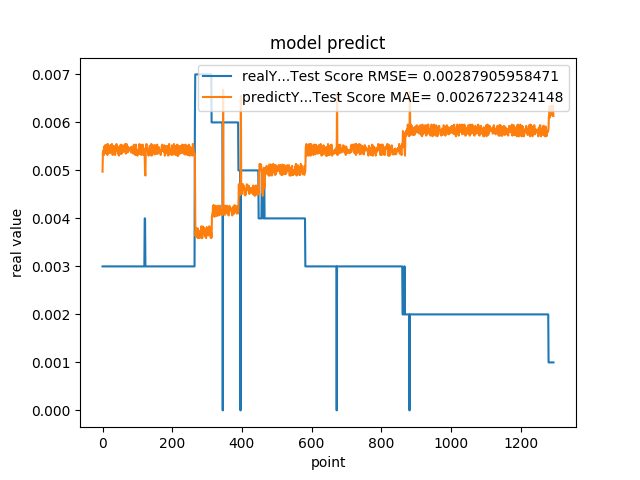 model predict
realY...Test Score RMSE= 0.00287905958471
predictY...Test Score MAE= 0.0026722324148
0.007
0.006
0.005
0.004
0.003
0.002
0.001
0.000
real value
0 200 400 600 800 1000 1200
point